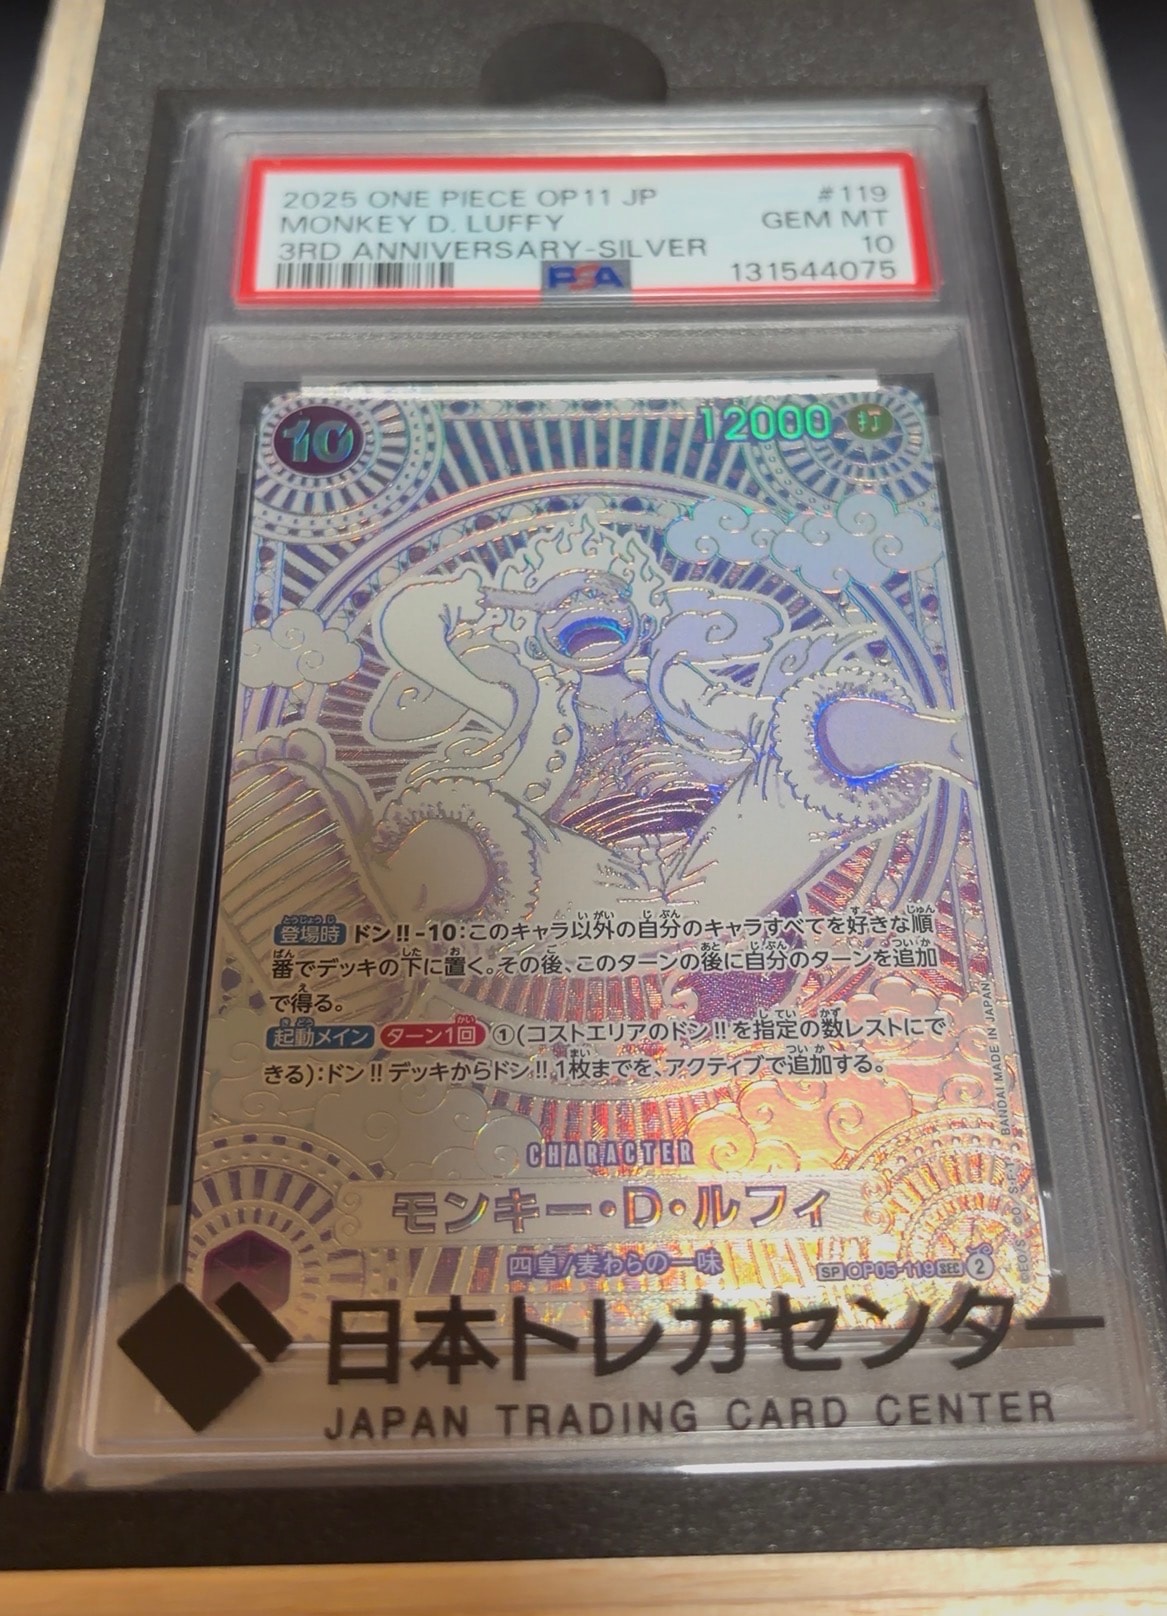 2025 ONE PIECE OP11 JP #119
MONKEY D. LUFFY GEM MT
3RD ANNIVERSARY-SILVER 10
PSA 131544075
10 12000 打
登場時 ドン!!-10:このキャラ以外の自分のキャラすべてを好きな順
番でデッキの下に置く。その後、このターンの後に自分のターンを追加
で得る。
起動メイン ターン1回 ①(コストエリアのドン!!を指定の数レストにで
きる):ドン!!デッキからドン!!1枚までを、アクティブで追加する。
BANDAI MADE IN JAPAN
CHARACTER
モンキー・D・ルフィ
四皇/麦わらの一味
SP OP05-119 SEC 2
日本トレカセンター
JAPAN TRADING CARD CENTER